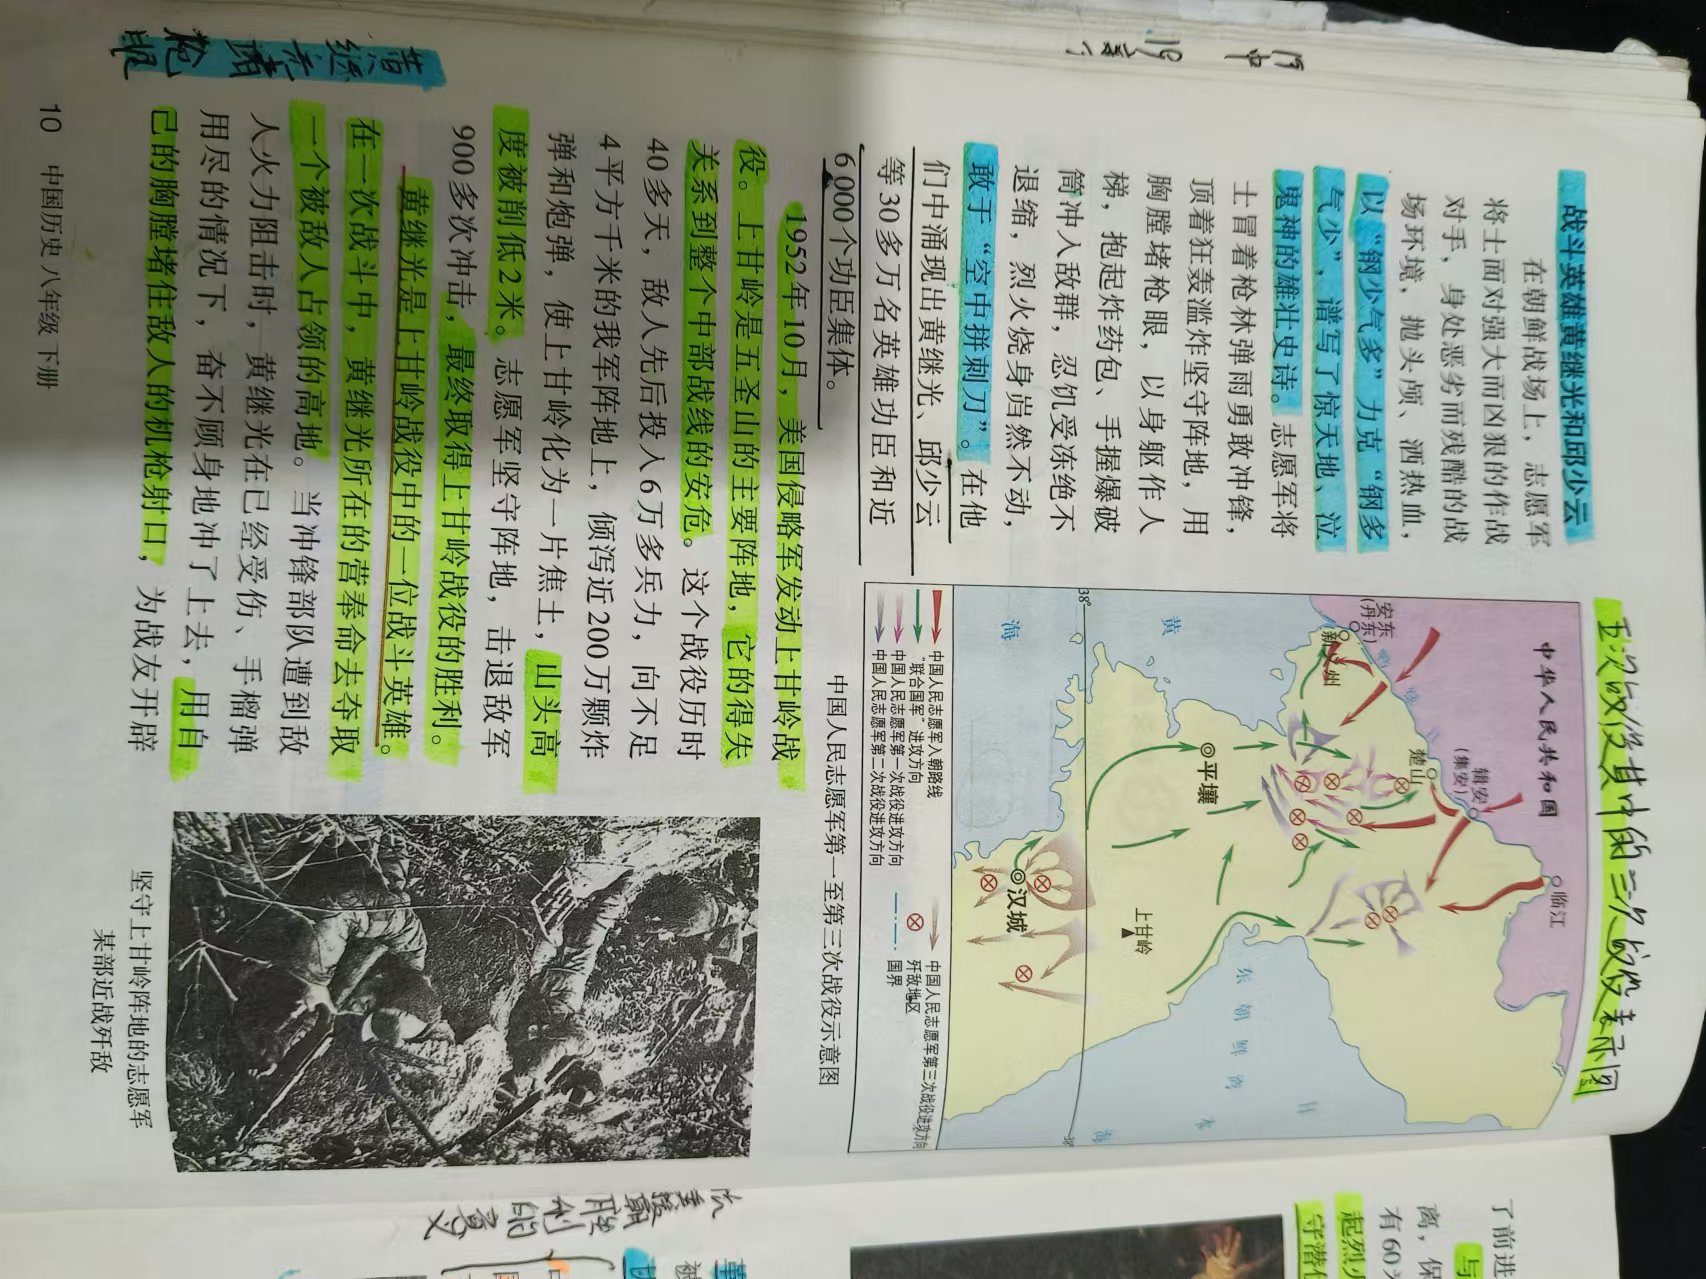 五次战役其中的三次战役表示图
战斗英雄黄继光和邱少云
在朝鲜战场上，志愿军
将士面对强大而凶狠的作战
对手，身处恶劣而残酷的战
场环境，抛头颅、洒热血，
以“钢少气多”力克“钢多
气少”，谱写了惊天地、泣
鬼神的雄壮史诗。志愿军将
士冒着枪林弹雨勇敢冲锋，
顶着狂轰滥炸坚守阵地，用
胸膛堵枪眼，以身躯作人
梯，抱起炸药包、手握爆破
筒冲入敌群，忍饥受冻绝不
退缩，烈火烧身岿然不动，
敢于“空中拼刺刀”。在他
们中涌现出黄继光、邱少云
等30多万名英雄功臣和近
6 000个功臣集体。
中华人民共和国
临江
辑安
（集安）
楚山
安东
（丹东）
鸭绿江
新义州
日
东朝鲜湾
本
平壤
黄
上甘岭
海
38°
38°
海
汉城
中国人民志愿军入朝路线
“联合国军”进攻方向
中国人民志愿军第一次战役进攻方向
中国人民志愿军第二次战役进攻方向
中国人民志愿军第三次战役进攻方向
歼敌地区
国界
中国人民志愿军第一至第三次战役示意图
1952年10月，美国侵略军发动上甘岭战
役。上甘岭是五圣山的主要阵地，它的得失
关系到整个中部战线的安危。这个战役历时
40多天，敌人先后投入6万多兵力，向不足
4平方千米的我军阵地上，倾泻近200万颗炸
弹和炮弹，使上甘岭化为一片焦土，山头高
度被削低2米。志愿军坚守阵地，击退敌军
900多次冲击，最终取得上甘岭战役的胜利。
黄继光是上甘岭战役中的一位战斗英雄。
在一次战斗中，黄继光所在的营奉命去夺取
一个被敌人占领的高地。当冲锋部队遭到敌
人火力阻击时，黄继光在已经受伤、手榴弹
用尽的情况下，奋不顾身地冲了上去，用自
己的胸膛堵住敌人的机枪射口，为战友开辟
坚守上甘岭阵地的志愿军
某部近战歼敌
黄继光堵枪眼
10 中国历史 八年级 下册
了前进
与
离，保
有60米
起烈火
守潜伏
抗美援朝胜利的意义
被